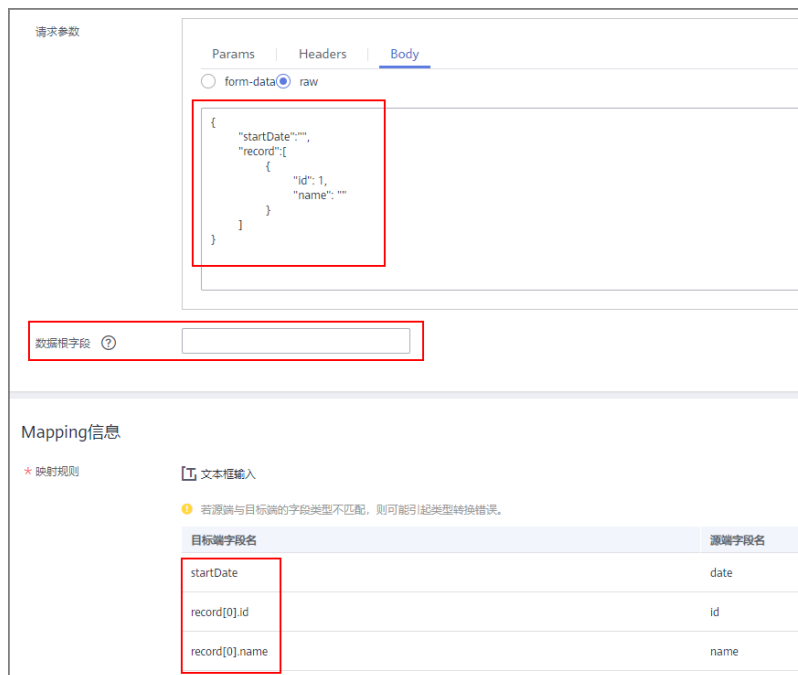 请求参数
Params Headers Body
form-data raw
{
"startDate":"",
"record":[
{
"id": 1,
"name": ""
}
]
}
数据根字段 ?
Mapping信息
* 映射规则 文本框输入
若源端与目标端的字段类型不匹配，则可能引起类型转换错误。
目标端字段名 源端字段名
startDate date
record[0].id id
record[0].name name